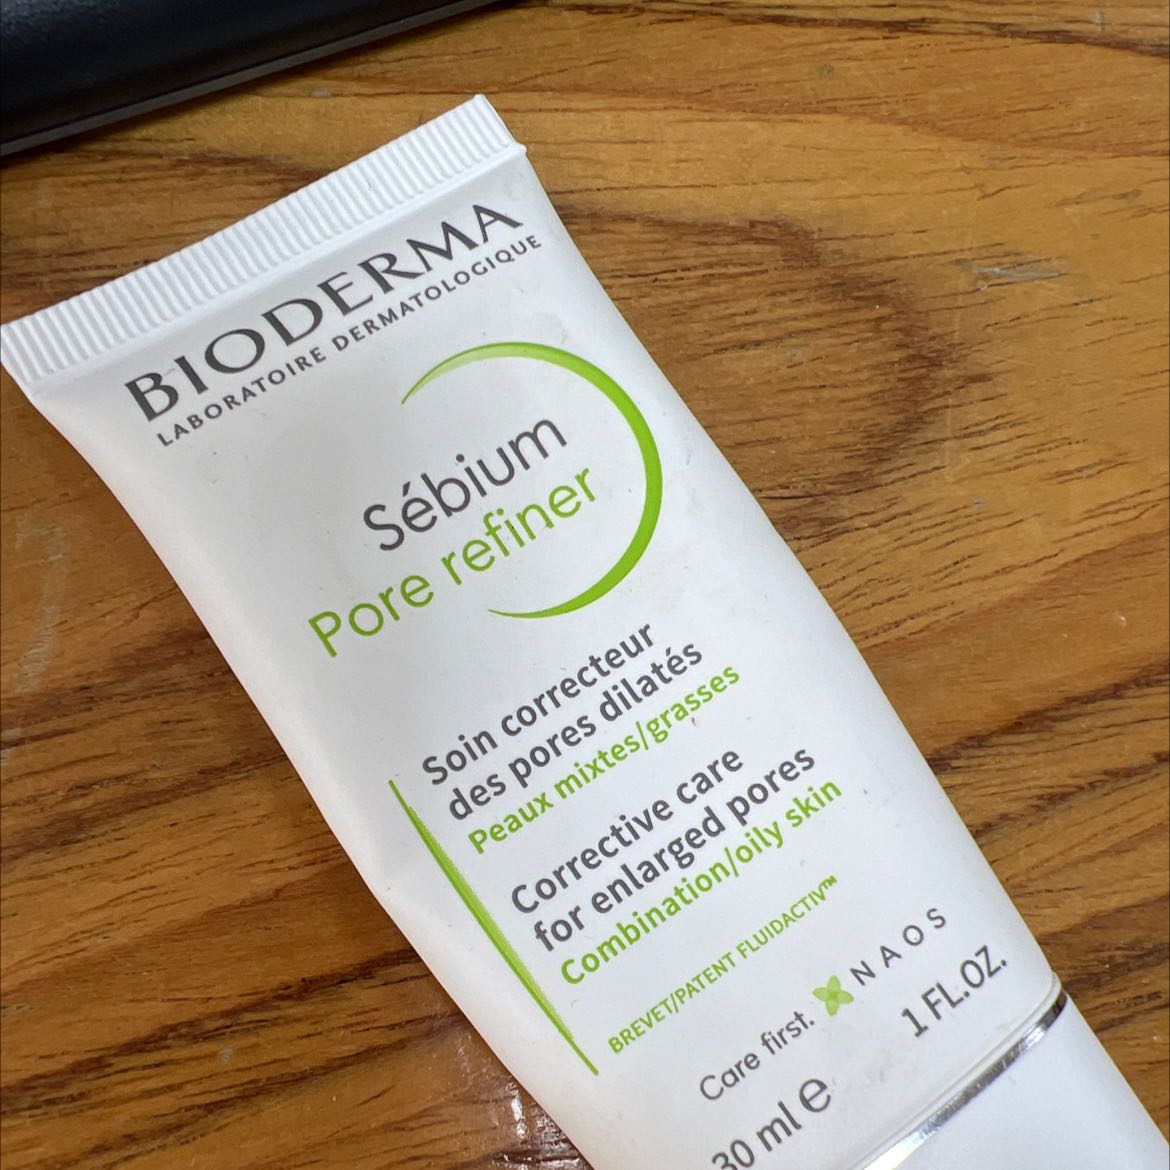 BIODERMA
LABORATOIRE DERMATOLOGIQUE
Sébium
Pore refiner
Soin correcteur
des pores dilatés
Peaux mixtes/grasses
Corrective care
for enlarged pores
Combination/oily skin
BREVET/PATENT FLUIDACTIV™
Care first. NAOS
30 ml e 1 FL.OZ.